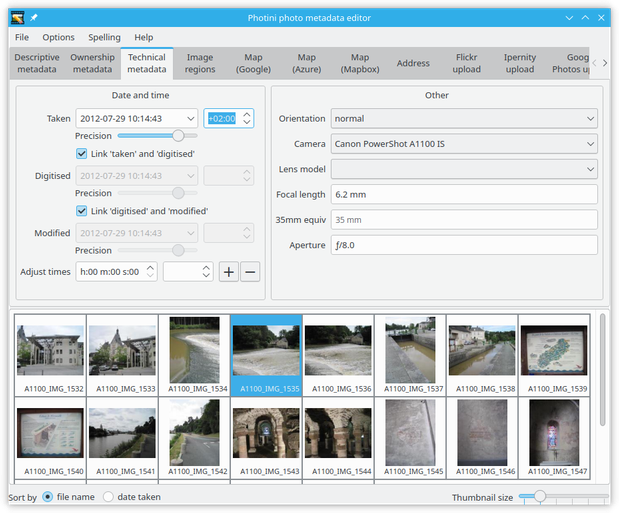 Photini photo metadata editor
File Options Spelling Help
Descriptive metadata
Ownership metadata
Technical metadata
Image regions
Map (Google)
Map (Azure)
Map (Mapbox)
Address
Flickr upload
Ipernity upload
Goog
Photos up
Date and time
Taken 2012-07-29 10:14:43 +02:00
Precision
Link 'taken' and 'digitised'
Digitised 2012-07-29 10:14:43
Precision
Link 'digitised' and 'modified'
Modified 2012-07-29 10:14:43
Precision
Adjust times h:00 m:00 s:00 + −
Other
Orientation normal
Camera Canon PowerShot A1100 IS
Lens model
Focal length 6.2 mm
35mm equiv 35 mm
Aperture ƒ/8.0
A1100_IMG_1532 A1100_IMG_1533 A1100_IMG_1534 A1100_IMG_1535 A1100_IMG_1536 A1100_IMG_1537 A1100_IMG_1538 A1100_IMG_1539
A1100_IMG_1540 A1100_IMG_1541 A1100_IMG_1542 A1100_IMG_1543 A1100_IMG_1544 A1100_IMG_1545 A1100_IMG_1546 A1100_IMG_1547
Sort by file name date taken Thumbnail size